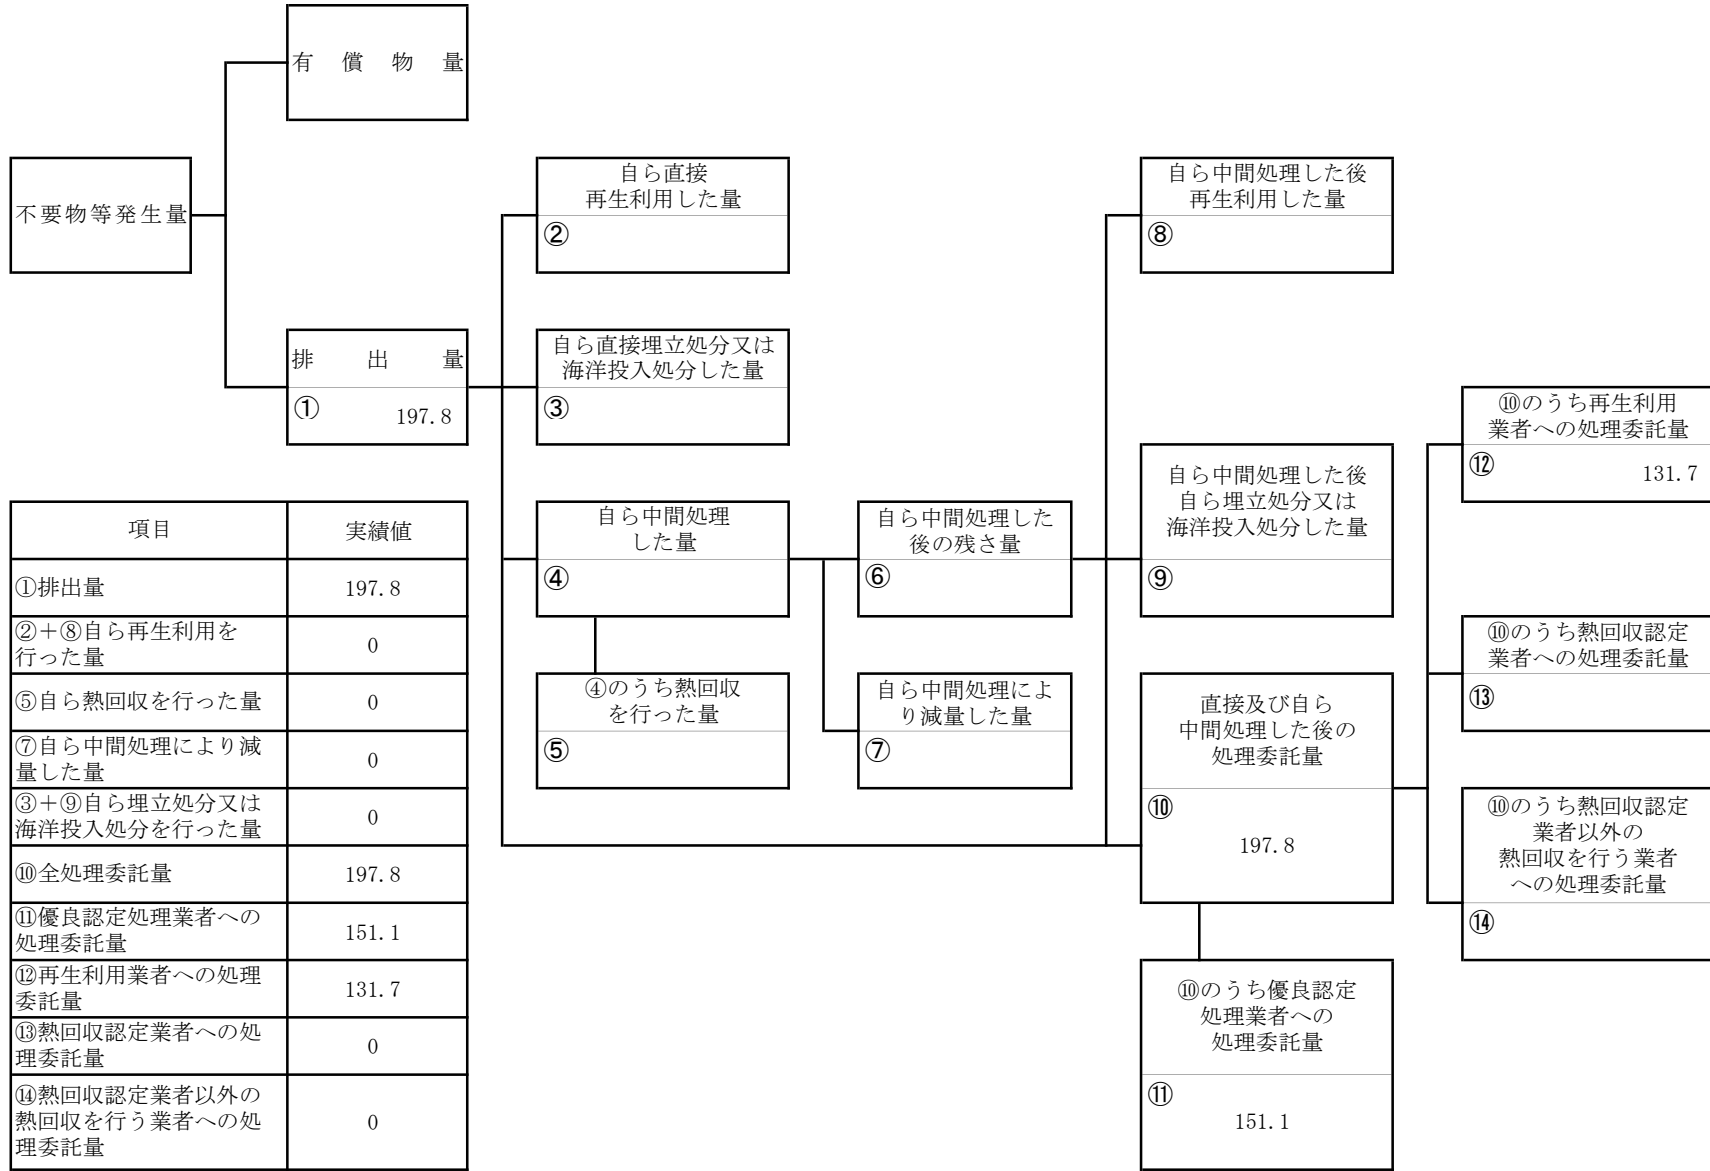 有償物量
不要物等発生量
排出量
① 197.8
自ら直接
再生利用した量
②
自ら直接埋立処分又は
海洋投入処分した量
③
自ら中間処理
した量
④
④のうち熱回収
を行った量
⑤
自ら中間処理した
後の残さ量
⑥
自ら中間処理によ
り減量した量
⑦
自ら中間処理した後
再生利用した量
⑧
自ら中間処理した後
自ら埋立処分又は
海洋投入処分した量
⑨
直接及び自ら
中間処理した後の
処理委託量
⑩
197.8
⑩のうち優良認定
処理業者への
処理委託量
⑪
151.1
⑩のうち再生利用
業者への処理委託量
⑫ 131.7
⑩のうち熱回収認定
業者への処理委託量
⑬
⑩のうち熱回収認定
業者以外の
熱回収を行う業者
への処理委託量
⑭
項目 実績値
①排出量 197.8
②+⑧自ら再生利用を
行った量 0
⑤自ら熱回収を行った量 0
⑦自ら中間処理により減
量した量 0
③+⑨自ら埋立処分又は
海洋投入処分を行った量 0
⑩全処理委託量 197.8
⑪優良認定処理業者への
処理委託量 151.1
⑫再生利用業者への処理
委託量 131.7
⑬熱回収認定業者への処
理委託量 0
⑭熱回収認定業者以外の
熱回収を行う業者への処
理委託量 0